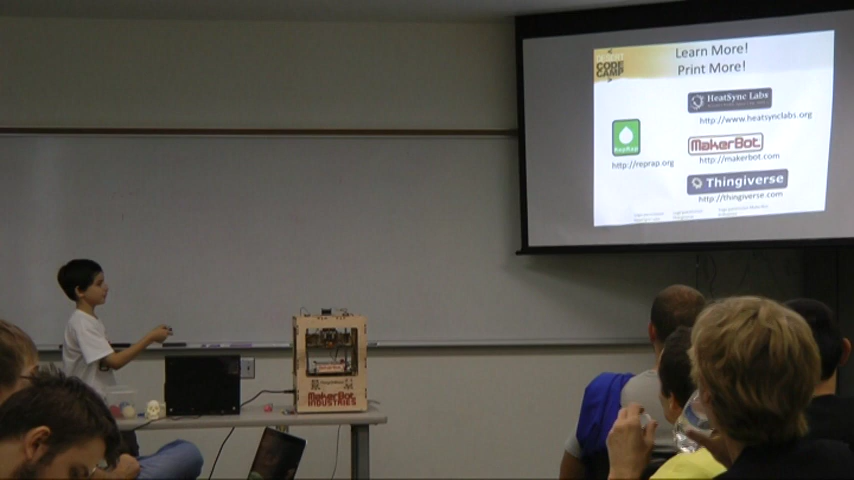 DESERT
CODE
CAMP
Learn More!
Print More!
HeatSync Labs
http://www.heatsynclabs.org
RepRap
http://reprap.org
MakerBot
http://makerbot.com
Thingiverse
http://thingiverse.com
MakerBot
INDUSTRIES